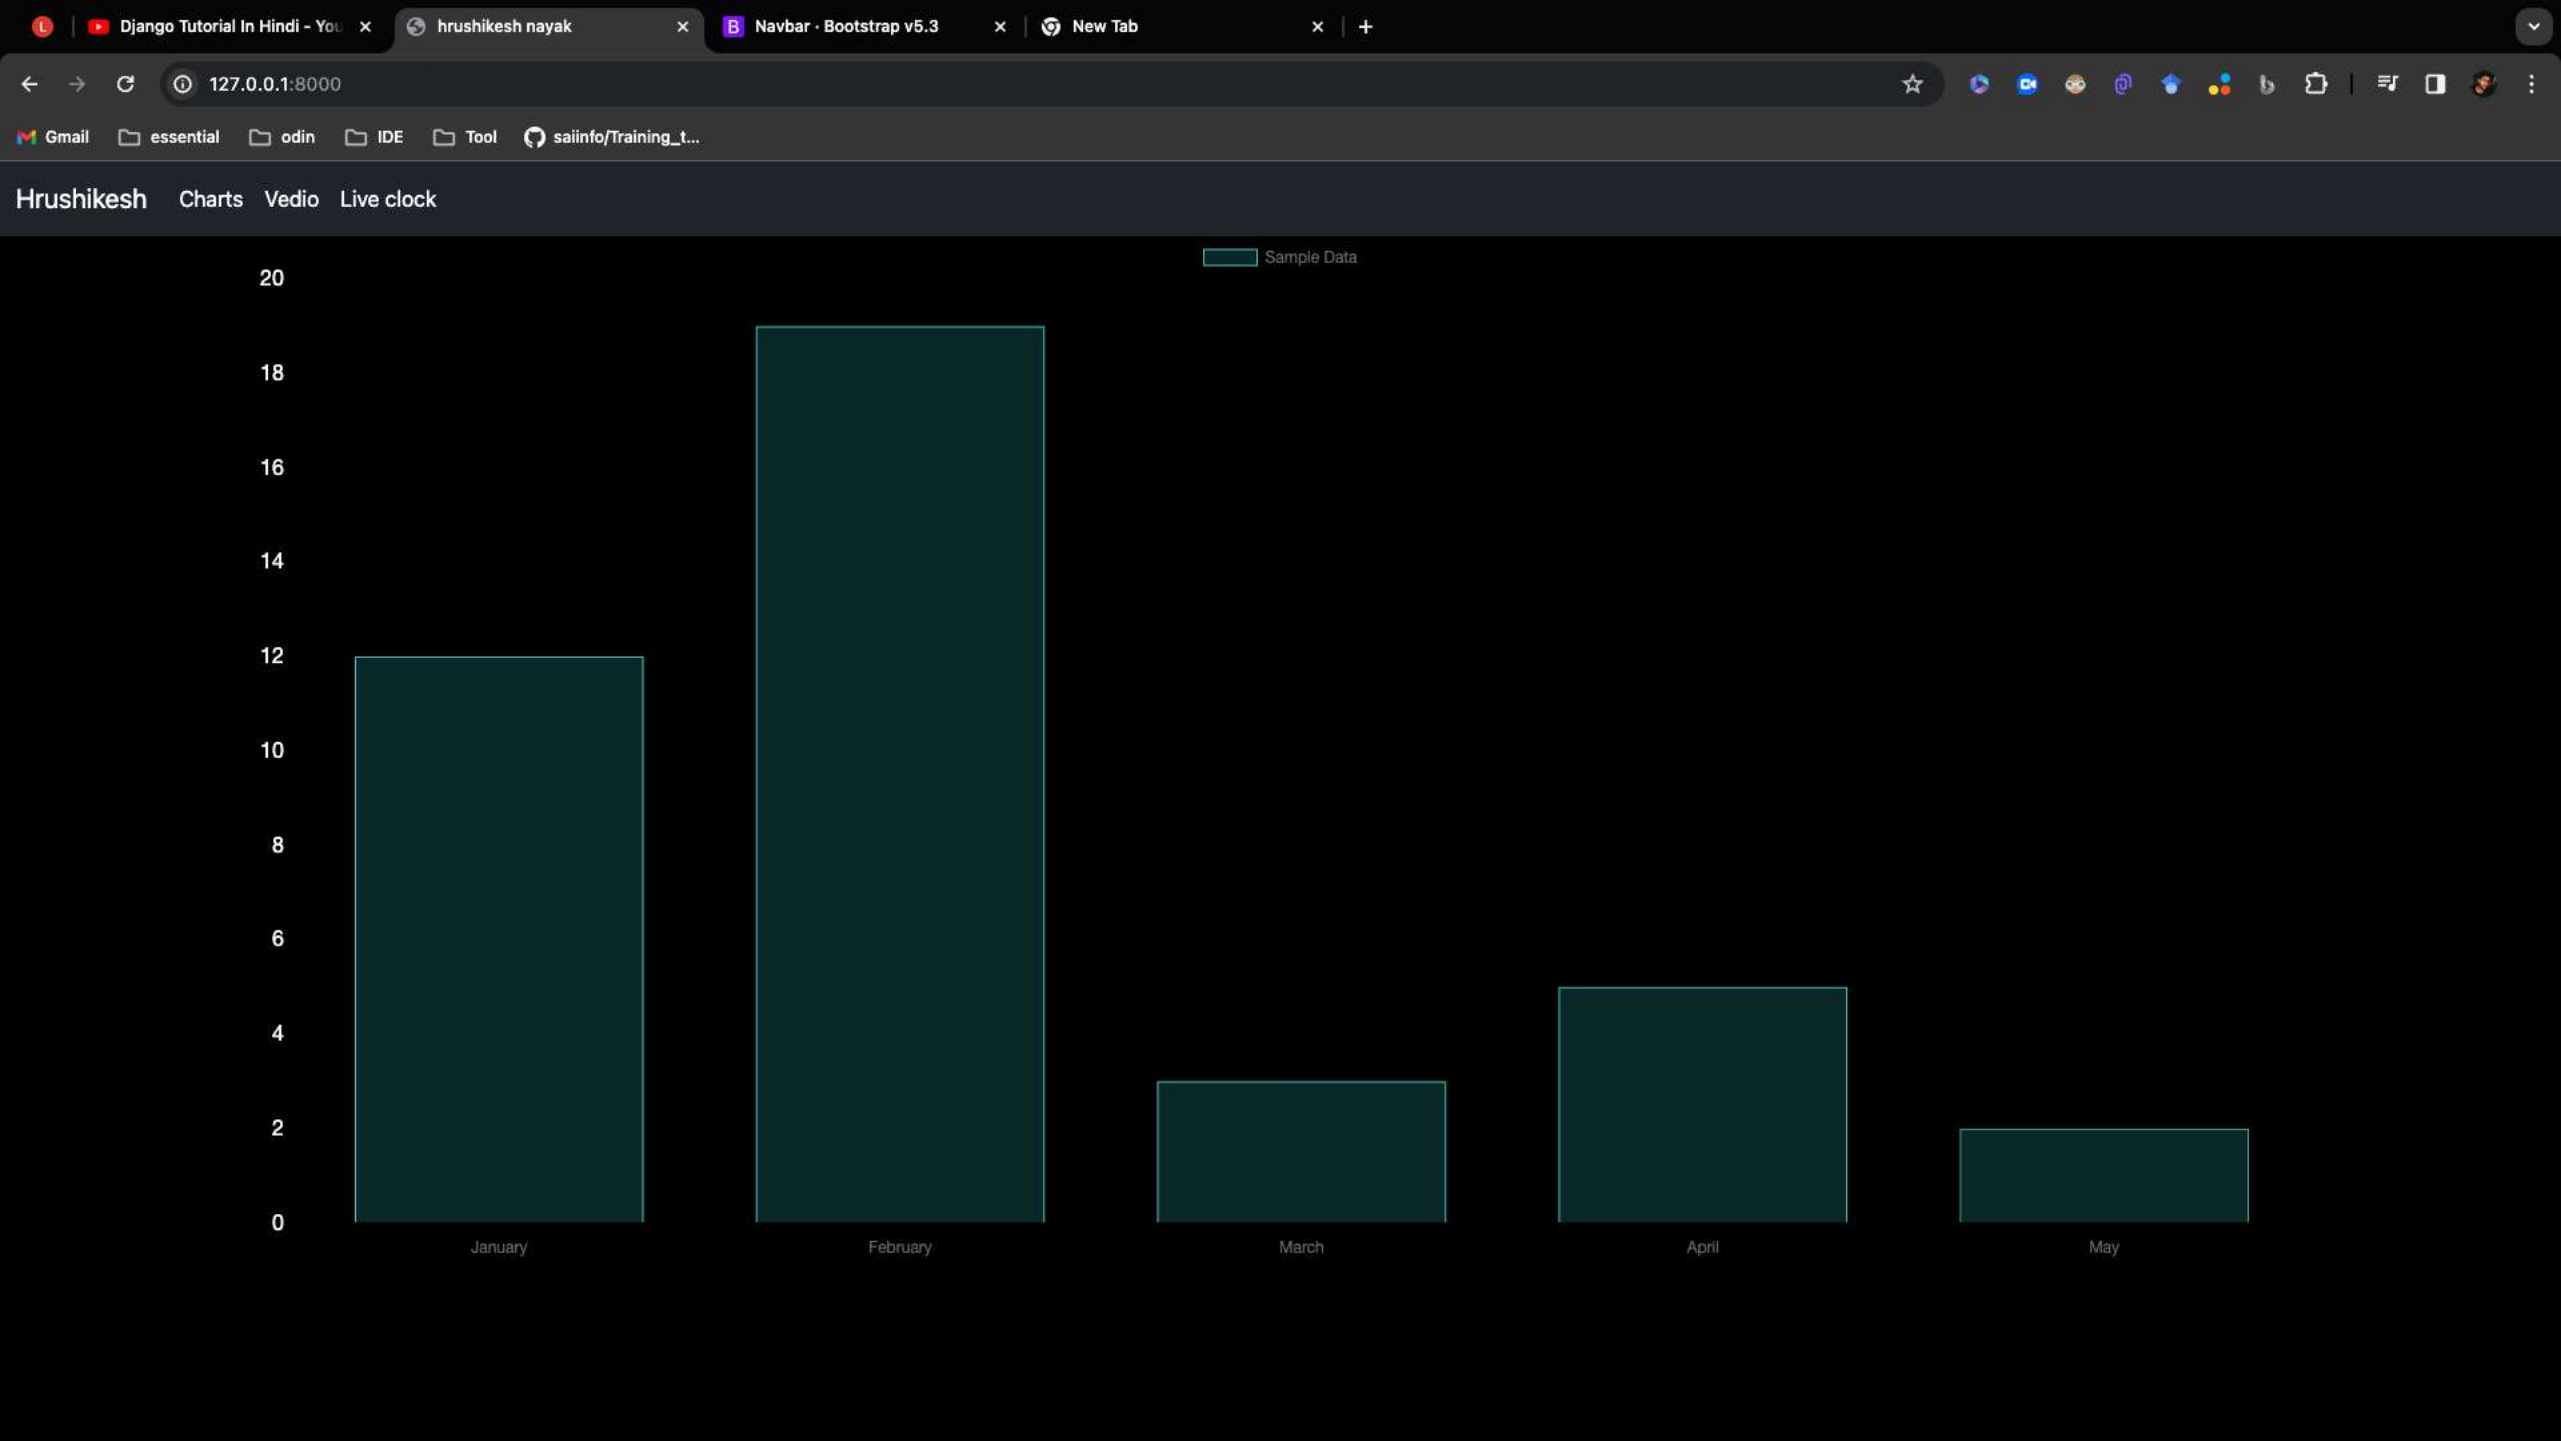 Django Tutorial In Hindi - You
hrushikesh nayak
Navbar · Bootstrap v5.3
New Tab
127.0.0.1:8000
Gmail
essential
odin
IDE
Tool
saiinfo/Training_t...
Hrushikesh
Charts
Vedio
Live clock
Sample Data
20
18
16
14
12
10
8
6
4
2
0
January
February
March
April
May